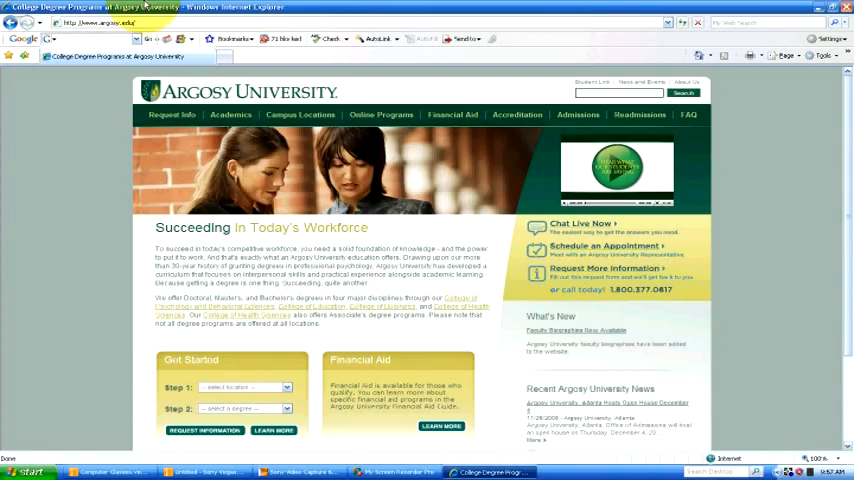 College Degree Programs at Argosy University - Windows Internet Explorer
http://www.argosy.edu/
My Web Search
Google
Go
Bookmarks
71 blocked
Check
AutoLink
AutoFill
Send to
Settings
College Degree Programs at Argosy University
Page
Tools
Student Link
News and Events
About Us
ARGOSY UNIVERSITY.
Search
Request Info
Academics
Campus Locations
Online Programs
Financial Aid
Accreditation
Admissions
Readmissions
FAQ
HEAR WHAT
OUR STUDENTS
ARE SAYING
Succeeding in Today's Workforce
To succeed in today's competitive workforce, you need a solid foundation of knowledge - and the power
to put it to work. And that's exactly what an Argosy University education offers. Drawing upon our more
than 30-year history of granting degrees in professional psychology, Argosy University has developed a
curriculum that focuses on interpersonal skills and practical experience alongside academic learning.
Because getting a degree is one thing. Succeeding, quite another.
We offer Doctoral, Master's, and Bachelor's degrees in four major disciplines through our College of
Psychology and Behavioral Sciences, College of Education, College of Business, and College of Health
Sciences. Our College of Health Sciences also offers Associate's degree programs. Please note that
not all degree programs are offered at all locations.
Chat Live Now
The easiest way to get the answers you need.
Schedule an Appointment
Meet with an Argosy University Representative.
Request More Information
Fill out this request form and we'll get back to you.
or call today! 1.800.377.0617
What's New
Faculty Biographies Now Available
Argosy University faculty biographies have been added
to the website.
Get Started
Step 1: -- select location --
Step 2: -- select a degree --
REQUEST INFORMATION
LEARN MORE
Financial Aid
Financial Aid is available for those who
qualify. You can learn more about
specific financial aid programs in the
Argosy University Financial Aid Guide.
LEARN MORE
Recent Argosy University News
Argosy University, Atlanta Hosts Open House December
4
11/26/2008 - Argosy University, Atlanta
Argosy University, Atlanta, Office of Admissions will host
an open house on Thursday, December 4, 200
More
Done
Internet
100%
start
Computer Classes.vi...
Untitled - Sony Vegas...
Sony Video Capture 6...
My Screen Recorder Pro
College Degree Progr...
Search Desktop
9:57 AM